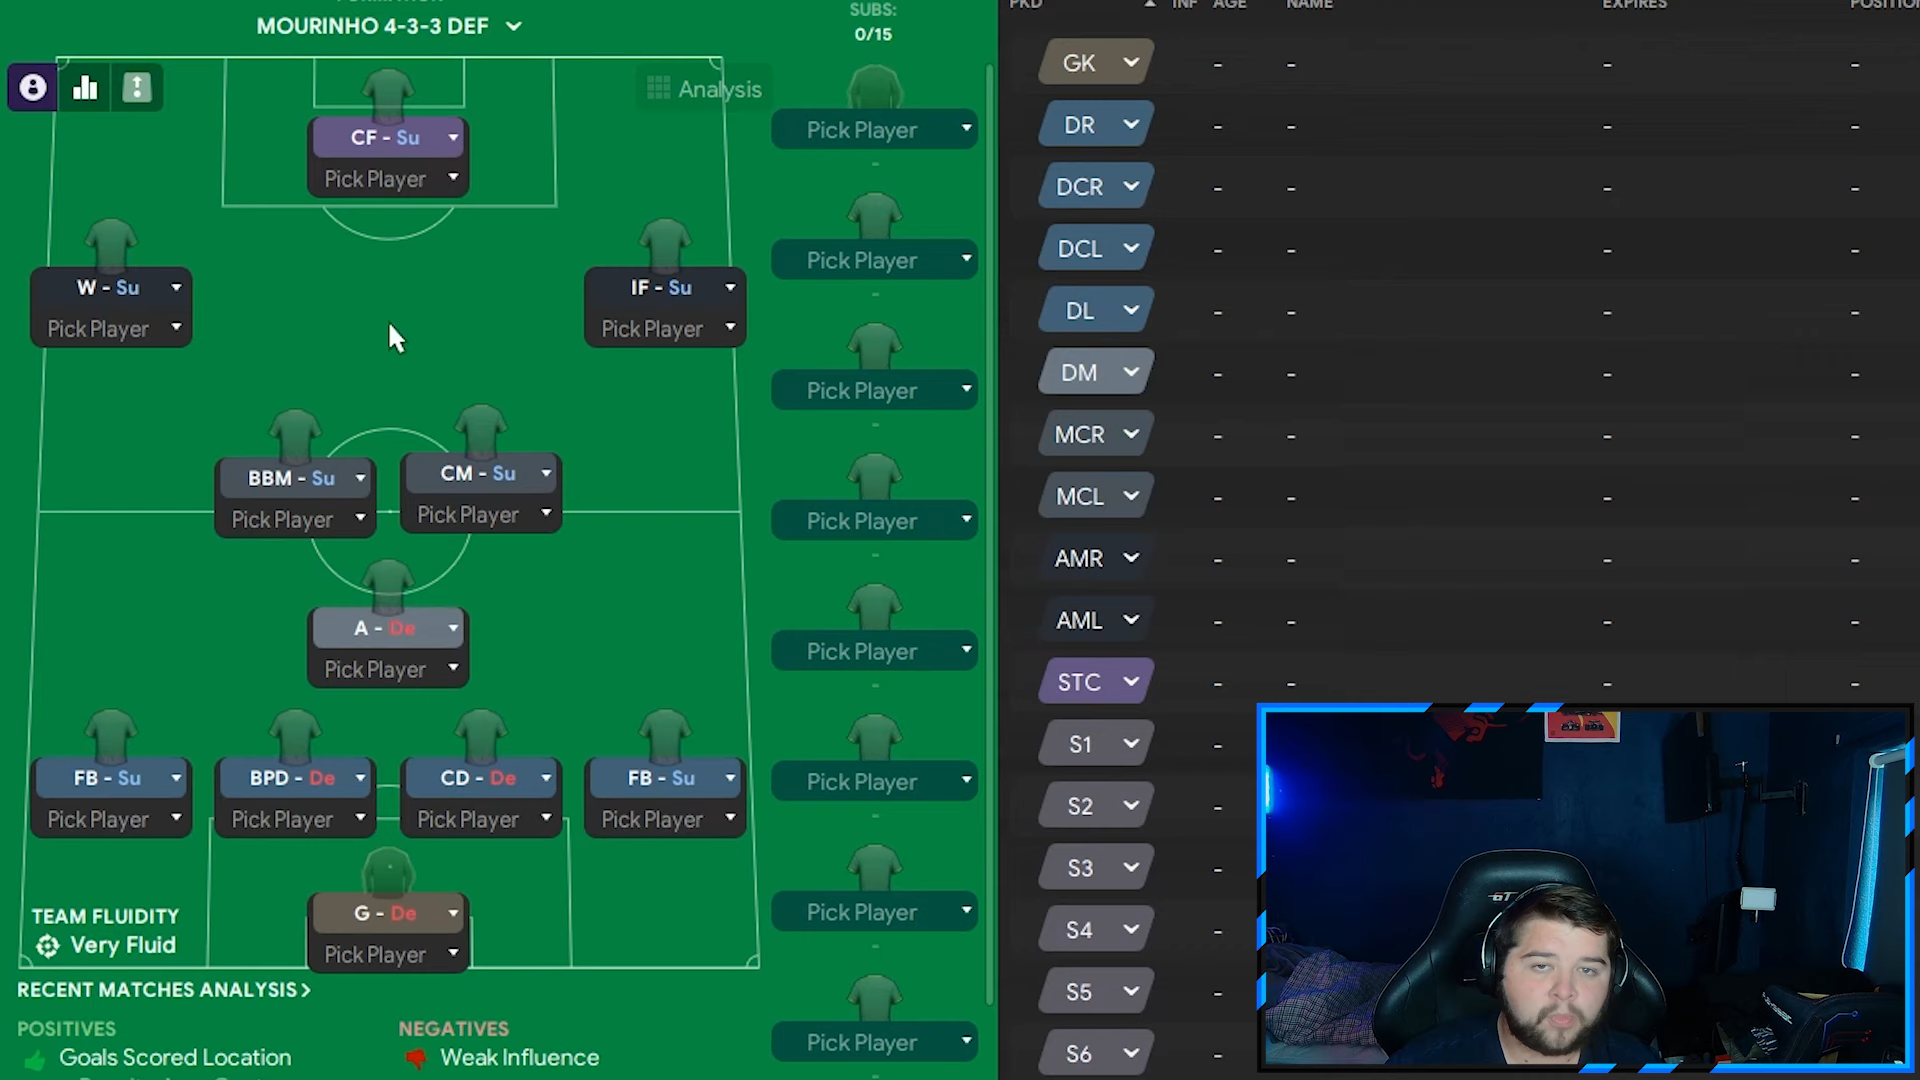 MOURINHO 4-3-3 DEF
SUBS:
0/15
Analysis
CF - Su
Pick Player
W - Su
Pick Player
IF - Su
Pick Player
BBM - Su
Pick Player
CM - Su
Pick Player
A - De
Pick Player
FB - Su
Pick Player
BPD - De
Pick Player
CD - De
Pick Player
FB - Su
Pick Player
G - De
Pick Player
TEAM FLUIDITY
Very Fluid
RECENT MATCHES ANALYSIS >
POSITIVES
Goals Scored Location
NEGATIVES
Weak Influence
Pick Player
-
Pick Player
-
Pick Player
-
Pick Player
-
Pick Player
-
Pick Player
-
Pick Player
-
Pick Player
PKD INF AGE NAME EXPIRES POSITION
GK - - - -
DR - - - -
DCR - - - -
DCL - - - -
DL - - - -
DM - - - -
MCR - - - -
MCL - - - -
AMR - - - -
AML - - - -
STC - - - -
S1 -
S2 -
S3 -
S4 -
S5 -
S6 -